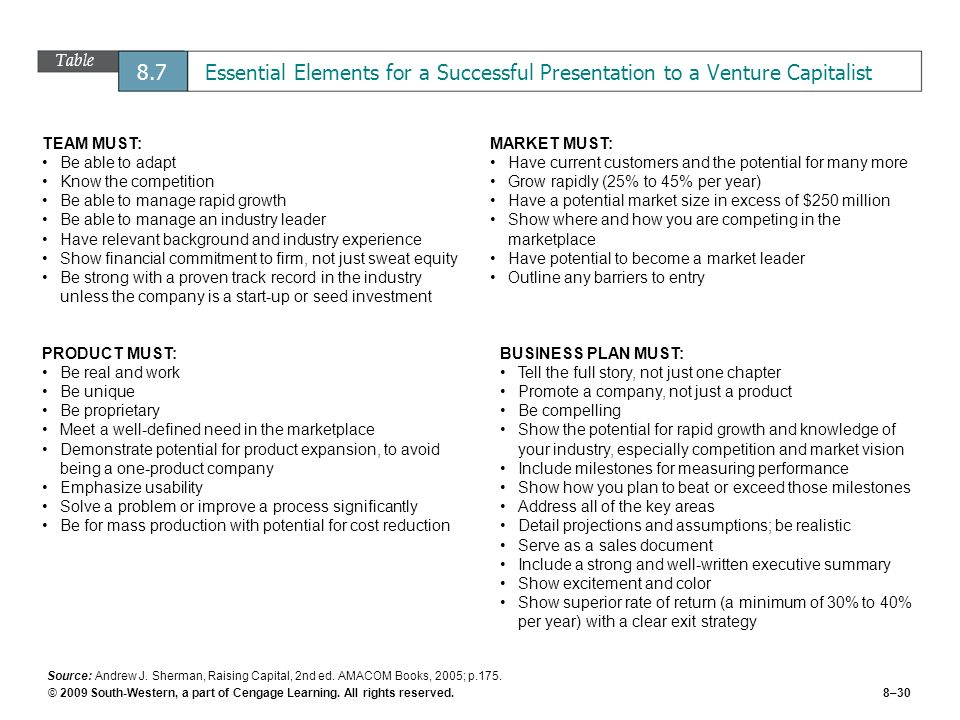 Table
8.7 Essential Elements for a Successful Presentation to a Venture Capitalist
TEAM MUST:
• Be able to adapt
• Know the competition
• Be able to manage rapid growth
• Be able to manage an industry leader
• Have relevant background and industry experience
• Show financial commitment to firm, not just sweat equity
• Be strong with a proven track record in the industry
unless the company is a start-up or seed investment
MARKET MUST:
• Have current customers and the potential for many more
• Grow rapidly (25% to 45% per year)
• Have a potential market size in excess of $250 million
• Show where and how you are competing in the
marketplace
• Have potential to become a market leader
• Outline any barriers to entry
PRODUCT MUST:
• Be real and work
• Be unique
• Be proprietary
• Meet a well-defined need in the marketplace
• Demonstrate potential for product expansion, to avoid
being a one-product company
• Emphasize usability
• Solve a problem or improve a process significantly
• Be for mass production with potential for cost reduction
BUSINESS PLAN MUST:
• Tell the full story, not just one chapter
• Promote a company, not just a product
• Be compelling
• Show the potential for rapid growth and knowledge of
your industry, especially competition and market vision
• Include milestones for measuring performance
• Show how you plan to beat or exceed those milestones
• Address all of the key areas
• Detail projections and assumptions; be realistic
• Serve as a sales document
• Include a strong and well-written executive summary
• Show excitement and color
• Show superior rate of return (a minimum of 30% to 40%
per year) with a clear exit strategy
Source: Andrew J. Sherman, Raising Capital, 2nd ed. AMACOM Books, 2005; p.175.
© 2009 South-Western, a part of Cengage Learning. All rights reserved.
8–30